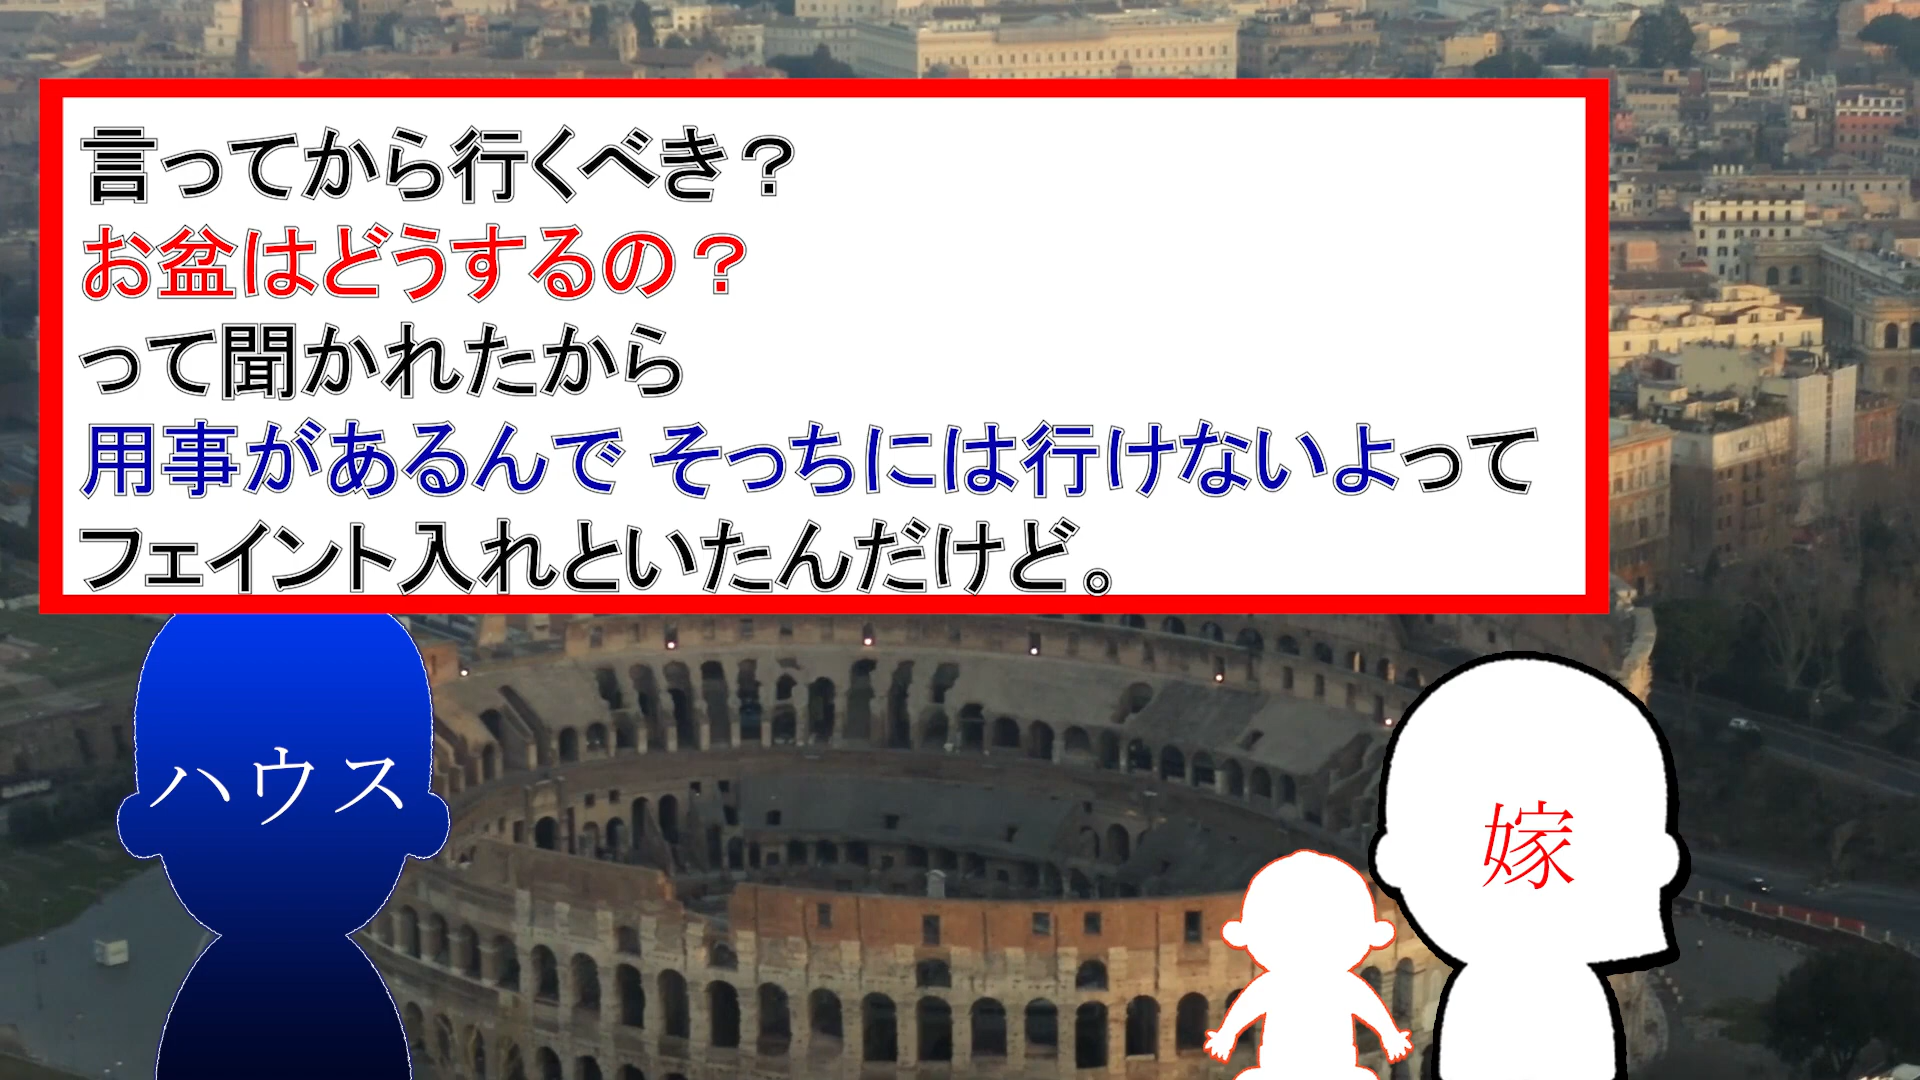 言ってから行くべき？
お盆はどうするの？
って聞かれたから
用事があるんで そっちには行けないよって
フェイント入れといたんだけど。
ハウス
嫁